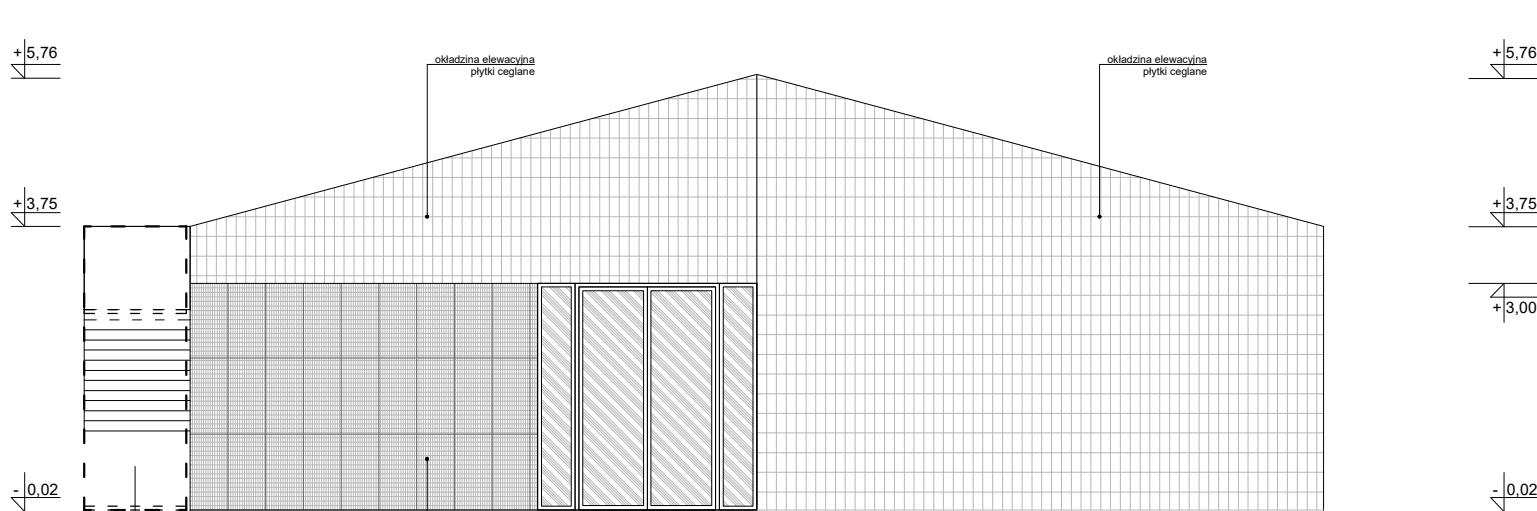 +5,76
okładzina elewacyjna
płytki ceglane
okładzina elewacyjna
płytki ceglane
+5,76
+3,75
+3,75
+3,00
- 0,02
- 0,02